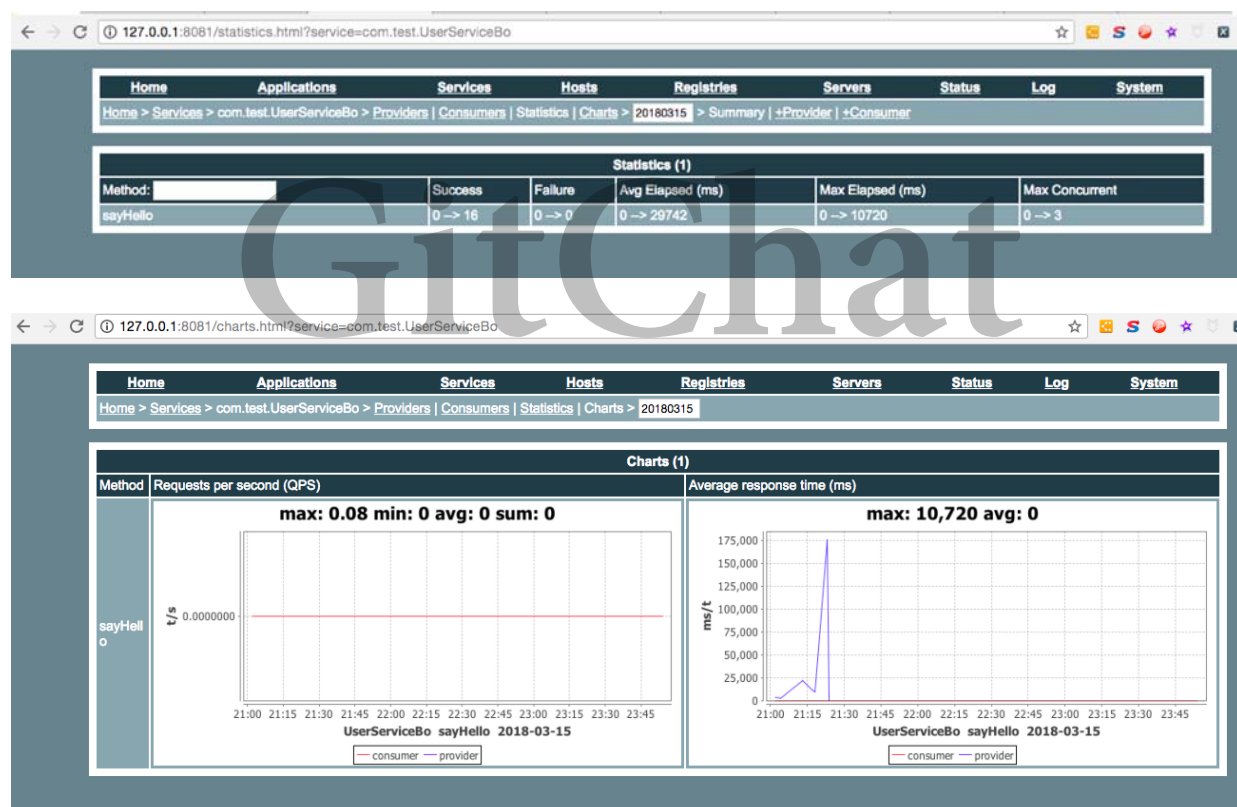 127.0.0.1:8081/statistics.html?service=com.test.UserServiceBo
Home Applications Services Hosts Registries Servers Status Log System
Home > Services > com.test.UserServiceBo > Providers | Consumers | Statistics | Charts > 20180315 > Summary | +Provider | +Consumer
Statistics (1)
Method: Success Failure Avg Elapsed (ms) Max Elapsed (ms) Max Concurrent
sayHello 0 --> 16 0 --> 0 0 --> 29742 0 --> 10720 0 --> 3
GitChat
127.0.0.1:8081/charts.html?service=com.test.UserServiceBo
Home Applications Services Hosts Registries Servers Status Log System
Home > Services > com.test.UserServiceBo > Providers | Consumers | Statistics | Charts > 20180315
Charts (1)
Method Requests per second (QPS) Average response time (ms)
sayHell
o
max: 0.08 min: 0 avg: 0 sum: 0
t/s
0.0000000
21:00 21:15 21:30 21:45 22:00 22:15 22:30 22:45 23:00 23:15 23:30 23:45
UserServiceBo sayHello 2018-03-15
consumer provider
max: 10,720 avg: 0
ms/t
175,000
150,000
125,000
100,000
75,000
50,000
25,000
0
21:00 21:15 21:30 21:45 22:00 22:15 22:30 22:45 23:00 23:15 23:30 23:45
UserServiceBo sayHello 2018-03-15
consumer provider